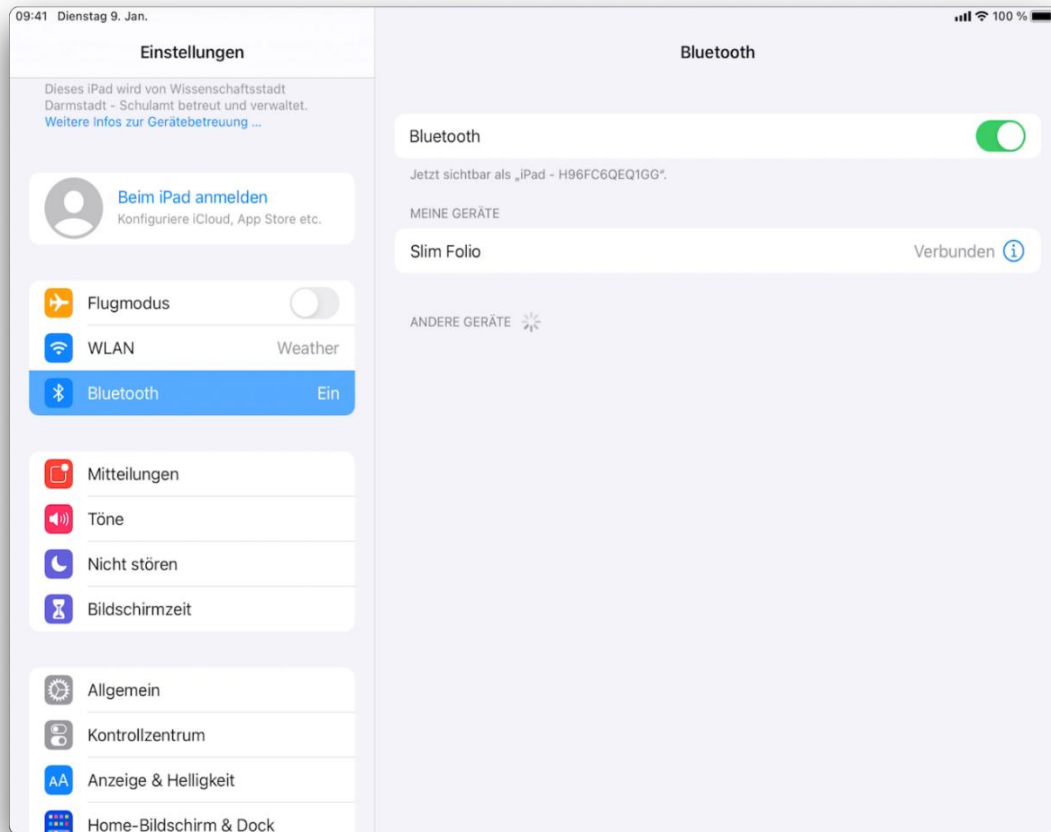 09:41 Dienstag 9. Jan.
100 %
Einstellungen
Dieses iPad wird von Wissenschaftsstadt
Darmstadt - Schulamt betreut und verwaltet.
Weitere Infos zur Gerätebetreuung ...
Beim iPad anmelden
Konfiguriere iCloud, App Store etc.
Flugmodus
WLAN Weather
Bluetooth Ein
Mitteilungen
Töne
Nicht stören
Bildschirmzeit
Allgemein
Kontrollzentrum
AA Anzeige & Helligkeit
Home-Bildschirm & Dock
Bluetooth
Bluetooth
Jetzt sichtbar als „iPad - H96FC6QEQ1GG“.
MEINE GERÄTE
Slim Folio Verbunden
ANDERE GERÄTE